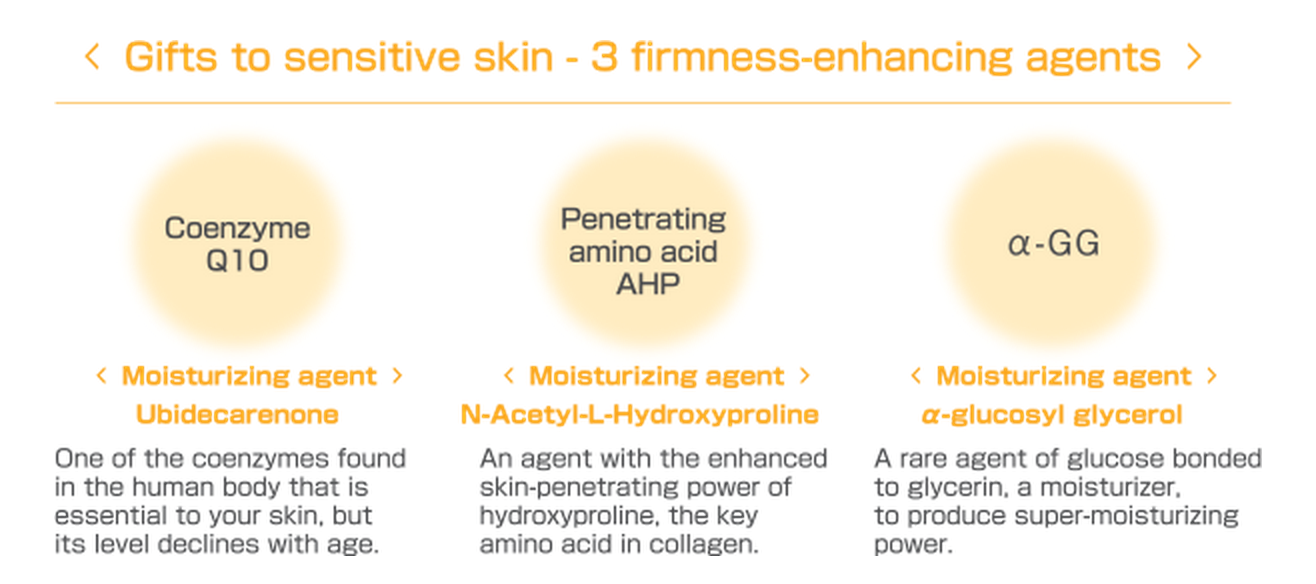 < Gifts to sensitive skin - 3 firmness-enhancing agents >
Coenzyme
Q10
< Moisturizing agent >
Ubidecarenone
One of the coenzymes found
in the human body that is
essential to your skin, but
its level declines with age.
Penetrating
amino acid
AHP
< Moisturizing agent >
N-Acetyl-L-Hydroxyproline
An agent with the enhanced
skin-penetrating power of
hydroxyproline, the key
amino acid in collagen.
α-GG
< Moisturizing agent >
α-glucosyl glycerol
A rare agent of glucose bonded
to glycerin, a moisturizer,
to produce super-moisturizing
power.